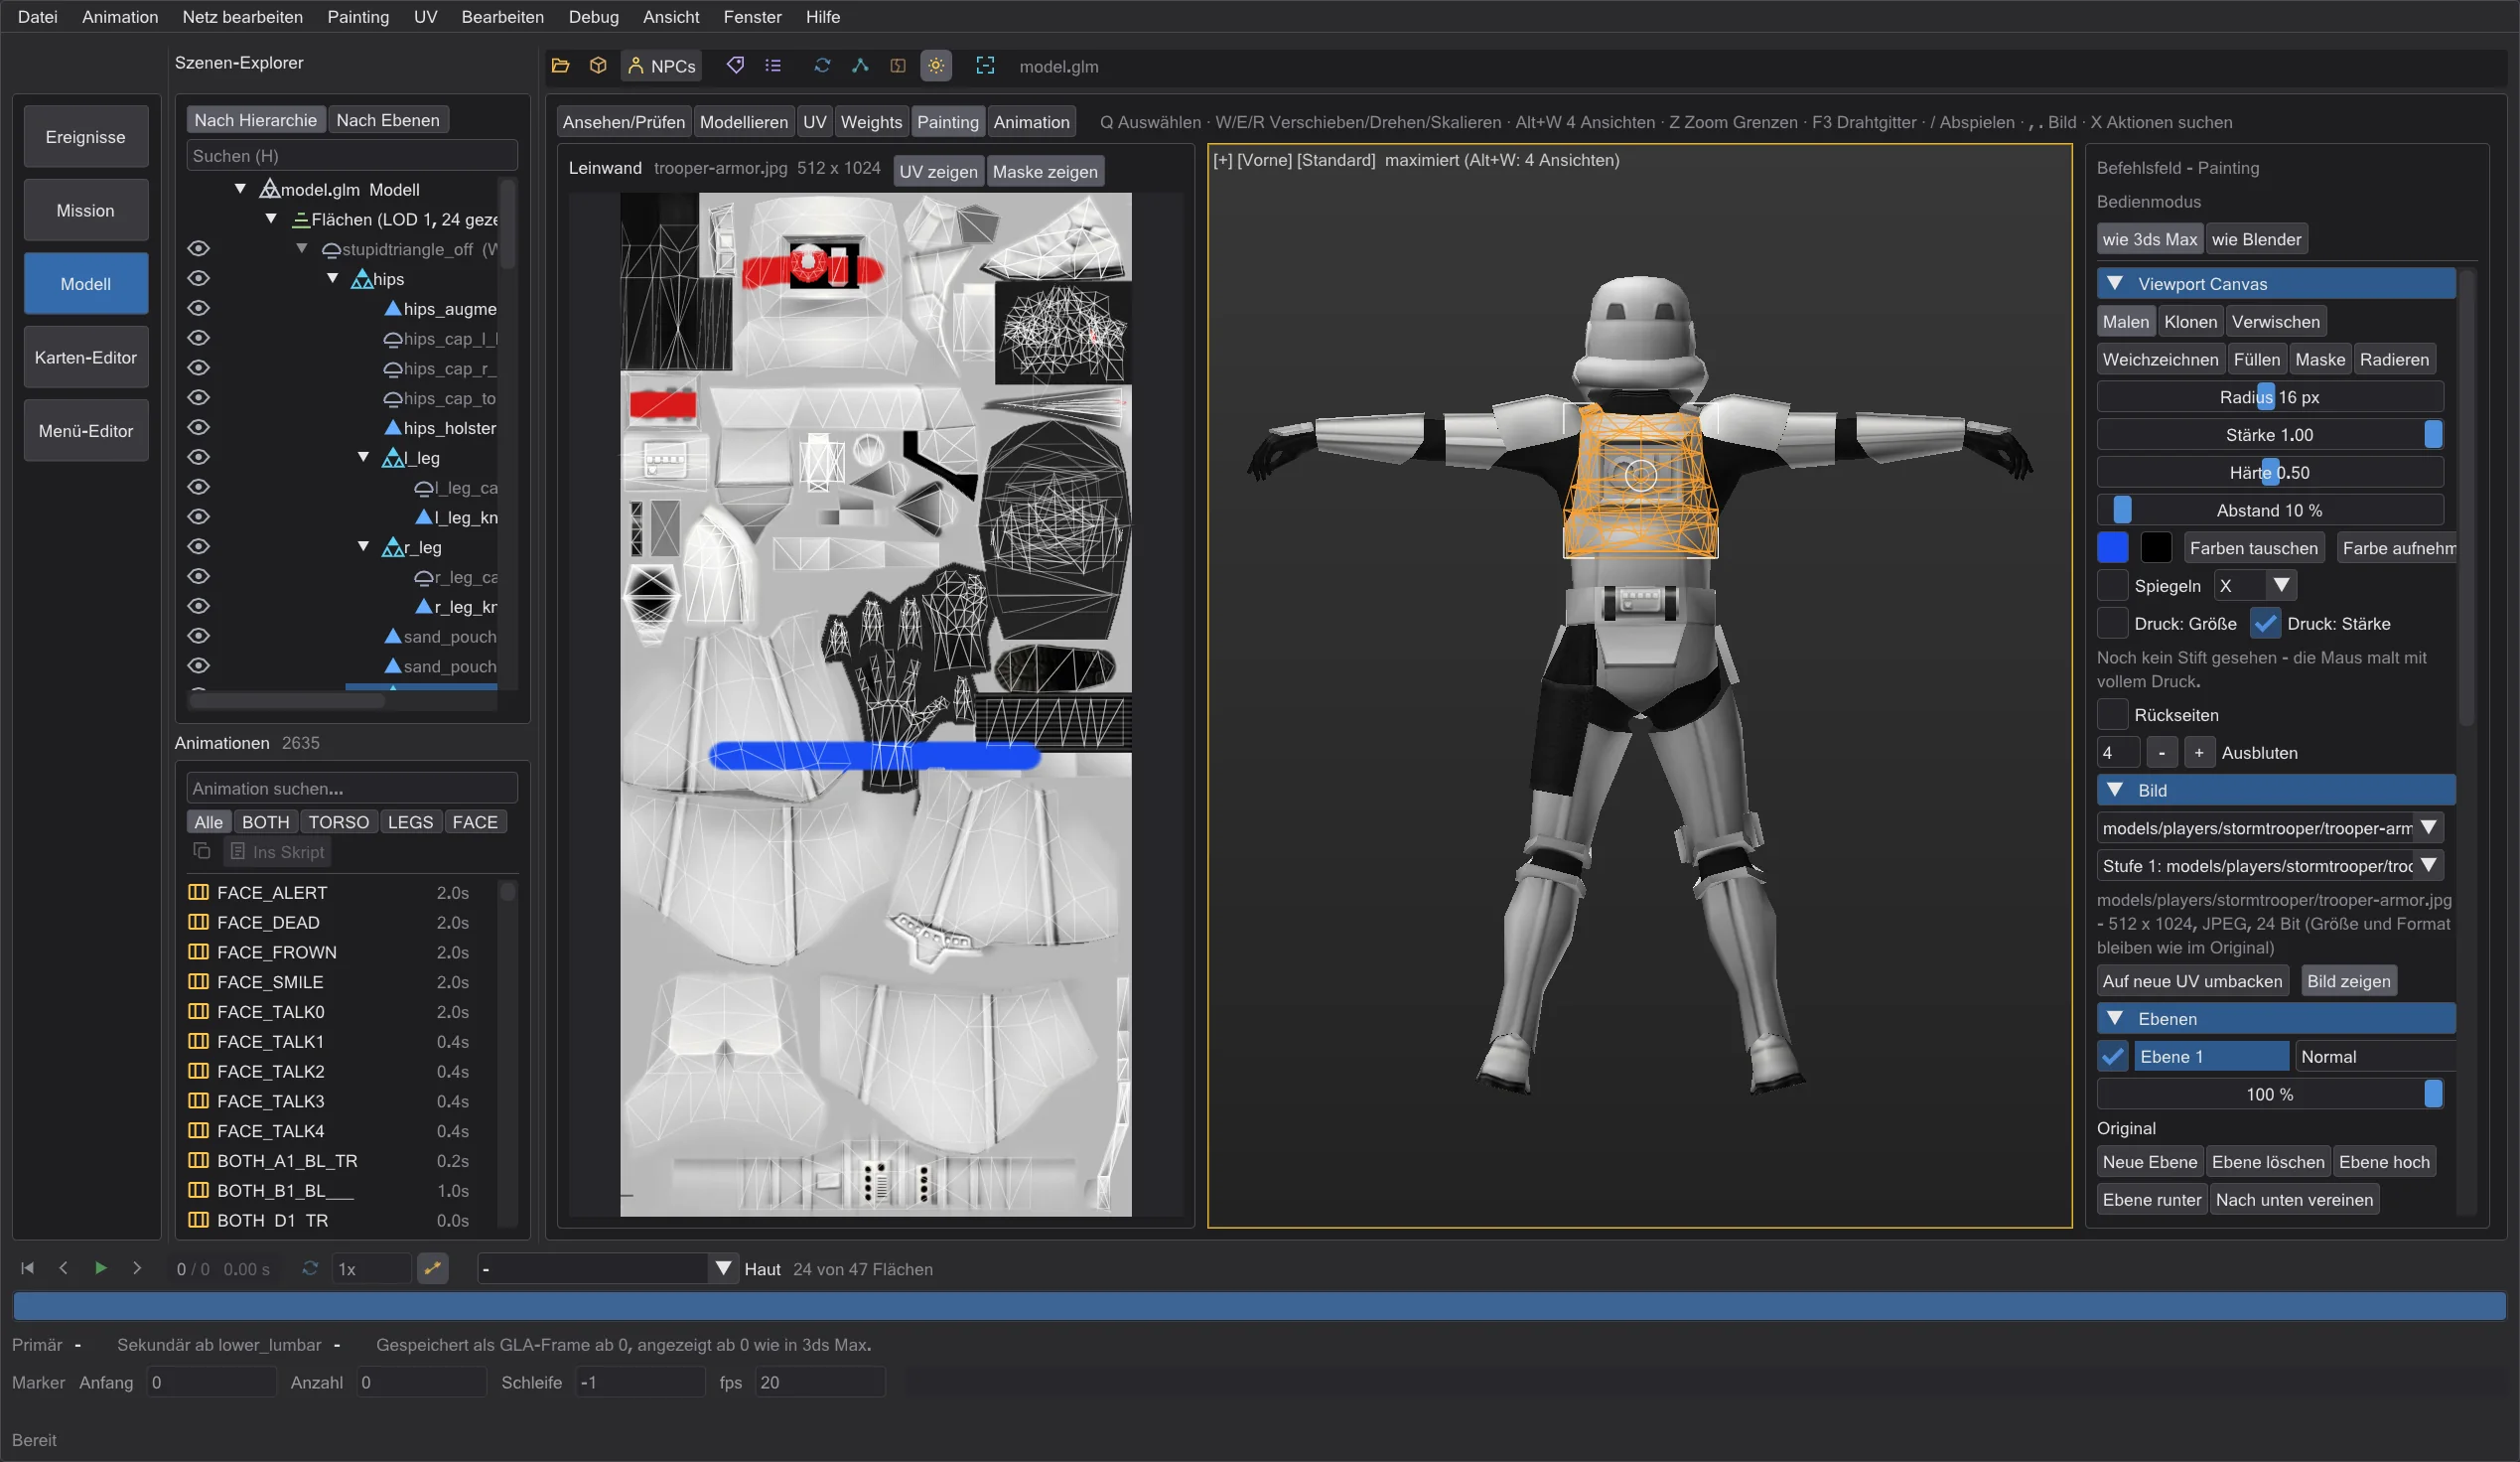 Datei Animation Netz bearbeiten Painting UV Bearbeiten Debug Ansicht Fenster Hilfe
Szenen-Explorer
NPCs model.glm
Ereignisse
Mission
Modell
Karten-Editor
Menü-Editor
Nach Hierarchie Nach Ebenen
Suchen (H)
model.glm Modell
Flächen (LOD 1, 24 geze
stupidtriangle_off (W
hips
hips_augme
hips_cap_l_l
hips_cap_r_
hips_cap_to
hips_holster
l_leg
l_leg_ca
l_leg_kn
r_leg
r_leg_ca
r_leg_kn
sand_pouch
sand_pouch
Animationen 2635
Animation suchen...
Alle BOTH TORSO LEGS FACE
Ins Skript
FACE_ALERT 2.0s
FACE_DEAD 2.0s
FACE_FROWN 2.0s
FACE_SMILE 2.0s
FACE_TALK0 2.0s
FACE_TALK1 0.4s
FACE_TALK2 0.4s
FACE_TALK3 0.4s
FACE_TALK4 0.4s
BOTH_A1_BL_TR 0.2s
BOTH_B1_BL___ 1.0s
BOTH_D1_TR 0.0s
Ansehen/Prüfen Modellieren UV Weights Painting Animation
Q Auswählen · W/E/R Verschieben/Drehen/Skalieren · Alt+W 4 Ansichten · Z Zoom Grenzen · F3 Drahtgitter · / Abspielen · , . Bild · X Aktionen suchen
Leinwand trooper-armor.jpg 512 x 1024 UV zeigen Maske zeigen
[+] [Vorne] [Standard] maximiert (Alt+W: 4 Ansichten)
Befehlsfeld - Painting
Bedienmodus
wie 3ds Max wie Blender
Viewport Canvas
Malen Klonen Verwischen
Weichzeichnen Füllen Maske Radieren
Radius 16 px
Stärke 1.00
Härte 0.50
Abstand 10 %
Farben tauschen Farbe aufnehm
Spiegeln X
Druck: Größe Druck: Stärke
Noch kein Stift gesehen - die Maus malt mit
vollem Druck.
Rückseiten
4 - + Ausbluten
Bild
models/players/stormtrooper/trooper-arm
Stufe 1: models/players/stormtrooper/troo
models/players/stormtrooper/trooper-armor.jpg
- 512 x 1024, JPEG, 24 Bit (Größe und Format
bleiben wie im Original)
Auf neue UV umbacken Bild zeigen
Ebenen
Ebene 1 Normal
100 %
Original
Neue Ebene Ebene löschen Ebene hoch
Ebene runter Nach unten vereinen
0 / 0 0.00 s 1x - Haut 24 von 47 Flächen
Primär - Sekundär ab lower_lumbar - Gespeichert als GLA-Frame ab 0, angezeigt ab 0 wie in 3ds Max.
Marker Anfang 0 Anzahl 0 Schleife -1 fps 20
Bereit